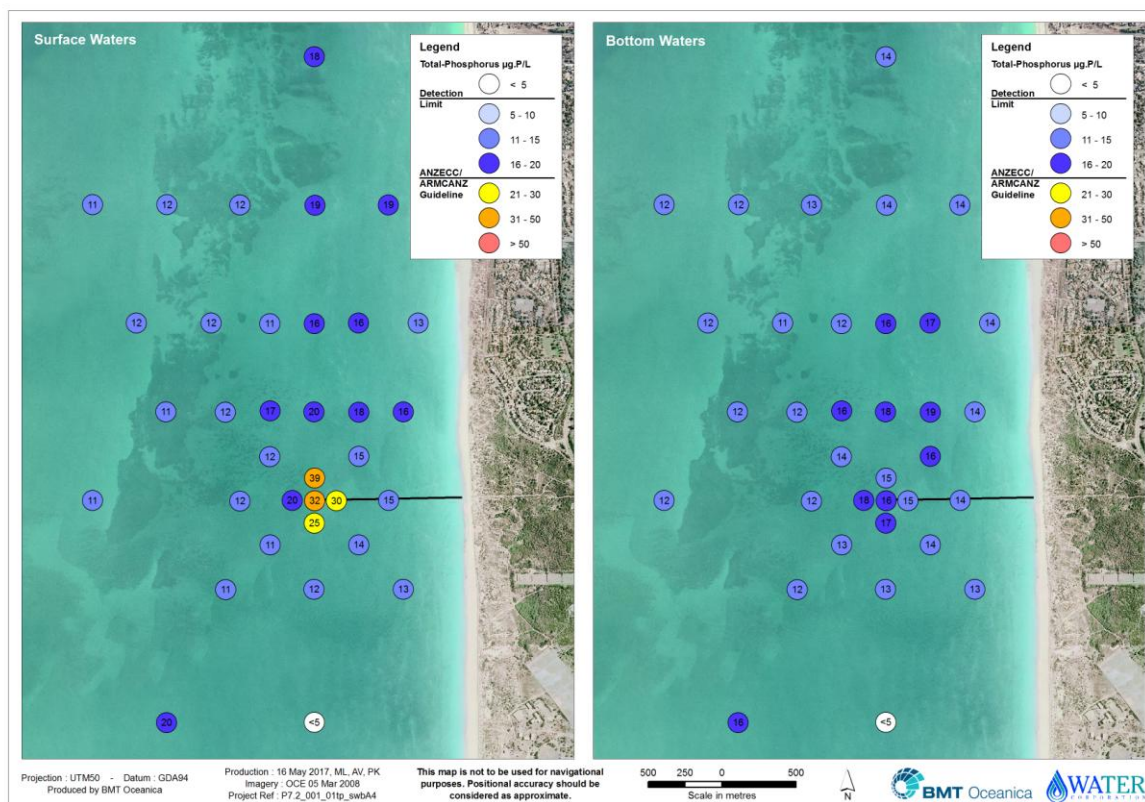 Surface Waters
Legend
Total-Phosphorus µg.P/L
< 5
Detection
Limit
5 - 10
11 - 15
16 - 20
ANZECC/
ARMCANZ
Guideline
21 - 30
31 - 50
> 50
18
11 12 12 19 19
12 12 11 16 16 13
11 12 17 20 18 16
12 15
39
11 12 20 32 30 15
25
11 14
11 12 13
20 <5
Bottom Waters
Legend
Total-Phosphorus µg.P/L
< 5
Detection
Limit
5 - 10
11 - 15
16 - 20
ANZECC/
ARMCANZ
Guideline
21 - 30
31 - 50
> 50
14
12 12 13 14 14
12 11 12 16 17 14
12 12 16 18 19 14
14 16
15
12 12 18 16 15 14
17
13 14
12 13 13
16 <5
Projection : UTM50 - Datum : GDA94
Produced by BMT Oceanica
Production : 16 May 2017, ML, AV, PK
Imagery : OCE 05 Mar 2008
Project Ref : P7.2_001_01tp_swbA4
This map is not to be used for navigational
purposes. Positional accuracy should be
considered as approximate.
500 250 0 500
Scale in metres
N
BMT Oceanica
WATER
CORPORATION